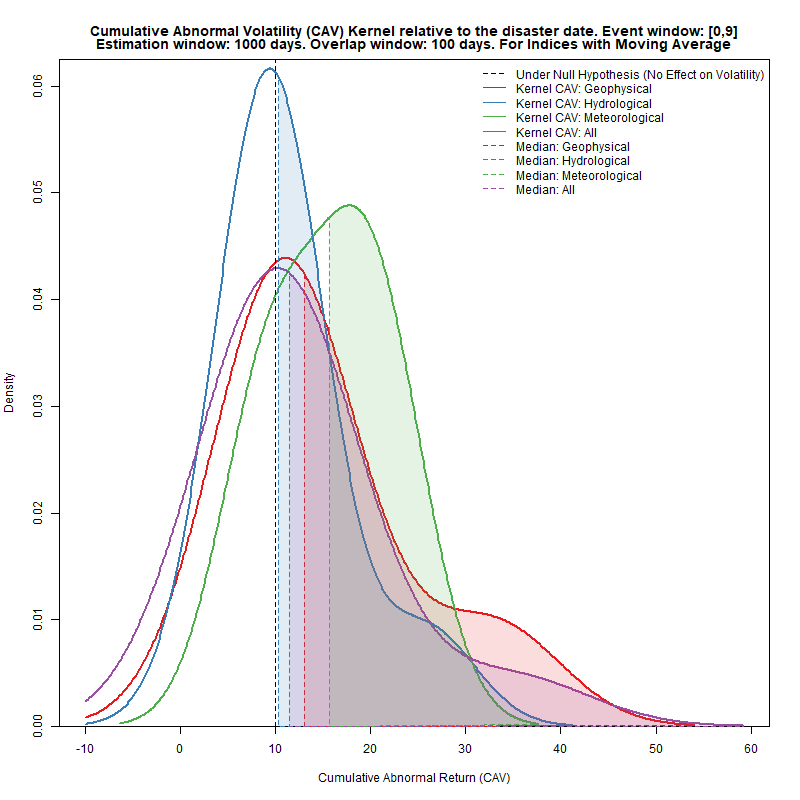 Cumulative Abnormal Volatility (CAV) Kernel relative to the disaster date. Event window: [0,9]
Estimation window: 1000 days. Overlap window: 100 days. For Indices with Moving Average
Under Null Hypothesis (No Effect on Volatility)
Kernel CAV: Geophysical
Kernel CAV: Hydrological
Kernel CAV: Meteorological
Kernel CAV: All
Median: Geophysical
Median: Hydrological
Median: Meteorological
Median: All
0.06
0.05
0.04
0.03
0.02
0.01
0.00
Density
-10 0 10 20 30 40 50 60
Cumulative Abnormal Return (CAV)